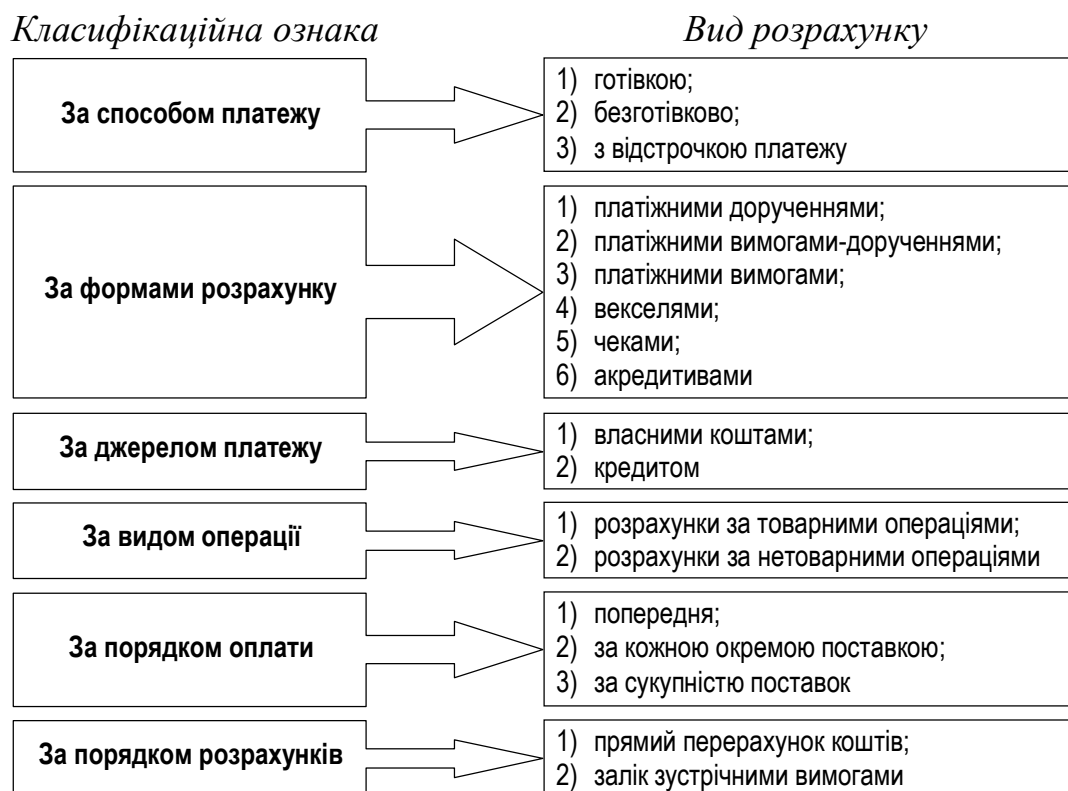 Класифікаційна ознака
Вид розрахунку
За способом платежу
1) готівкою;
2) безготівково;
3) з відстрочкою платежу
За формами розрахунку
1) платіжними дорученнями;
2) платіжними вимогами-дорученнями;
3) платіжними вимогами;
4) векселями;
5) чеками;
6) акредитивами
За джерелом платежу
1) власними коштами;
2) кредитом
За видом операції
1) розрахунки за товарними операціями;
2) розрахунки за нетоварними операціями
За порядком оплати
1) попередня;
2) за кожною окремою поставкою;
3) за сукупністю поставок
За порядком розрахунків
1) прямий перерахунок коштів;
2) залік зустрічними вимогами